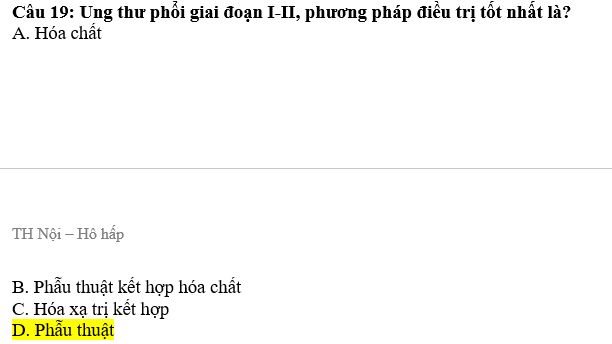 Câu 19: Ung thư phổi giai đoạn I-II, phương pháp điều trị tốt nhất là?
A. Hóa chất
TH Nội – Hô hấp
B. Phẫu thuật kết hợp hóa chất
C. Hóa xạ trị kết hợp
D. Phẫu thuật